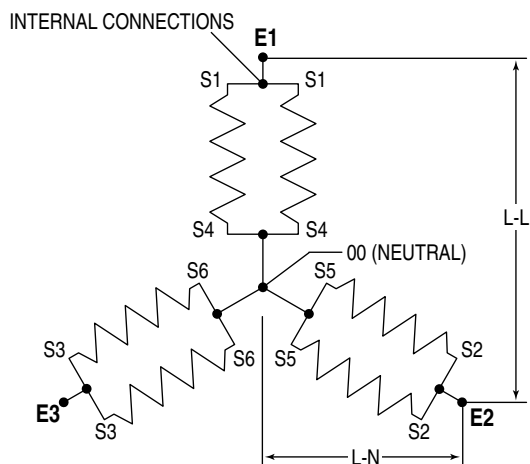 INTERNAL CONNECTIONS
E1
S1 S1
L-L
S4 S4
00 (NEUTRAL)
S6 S5
S3 S6 S5 S2
E3 S3 S2 E2
L-N